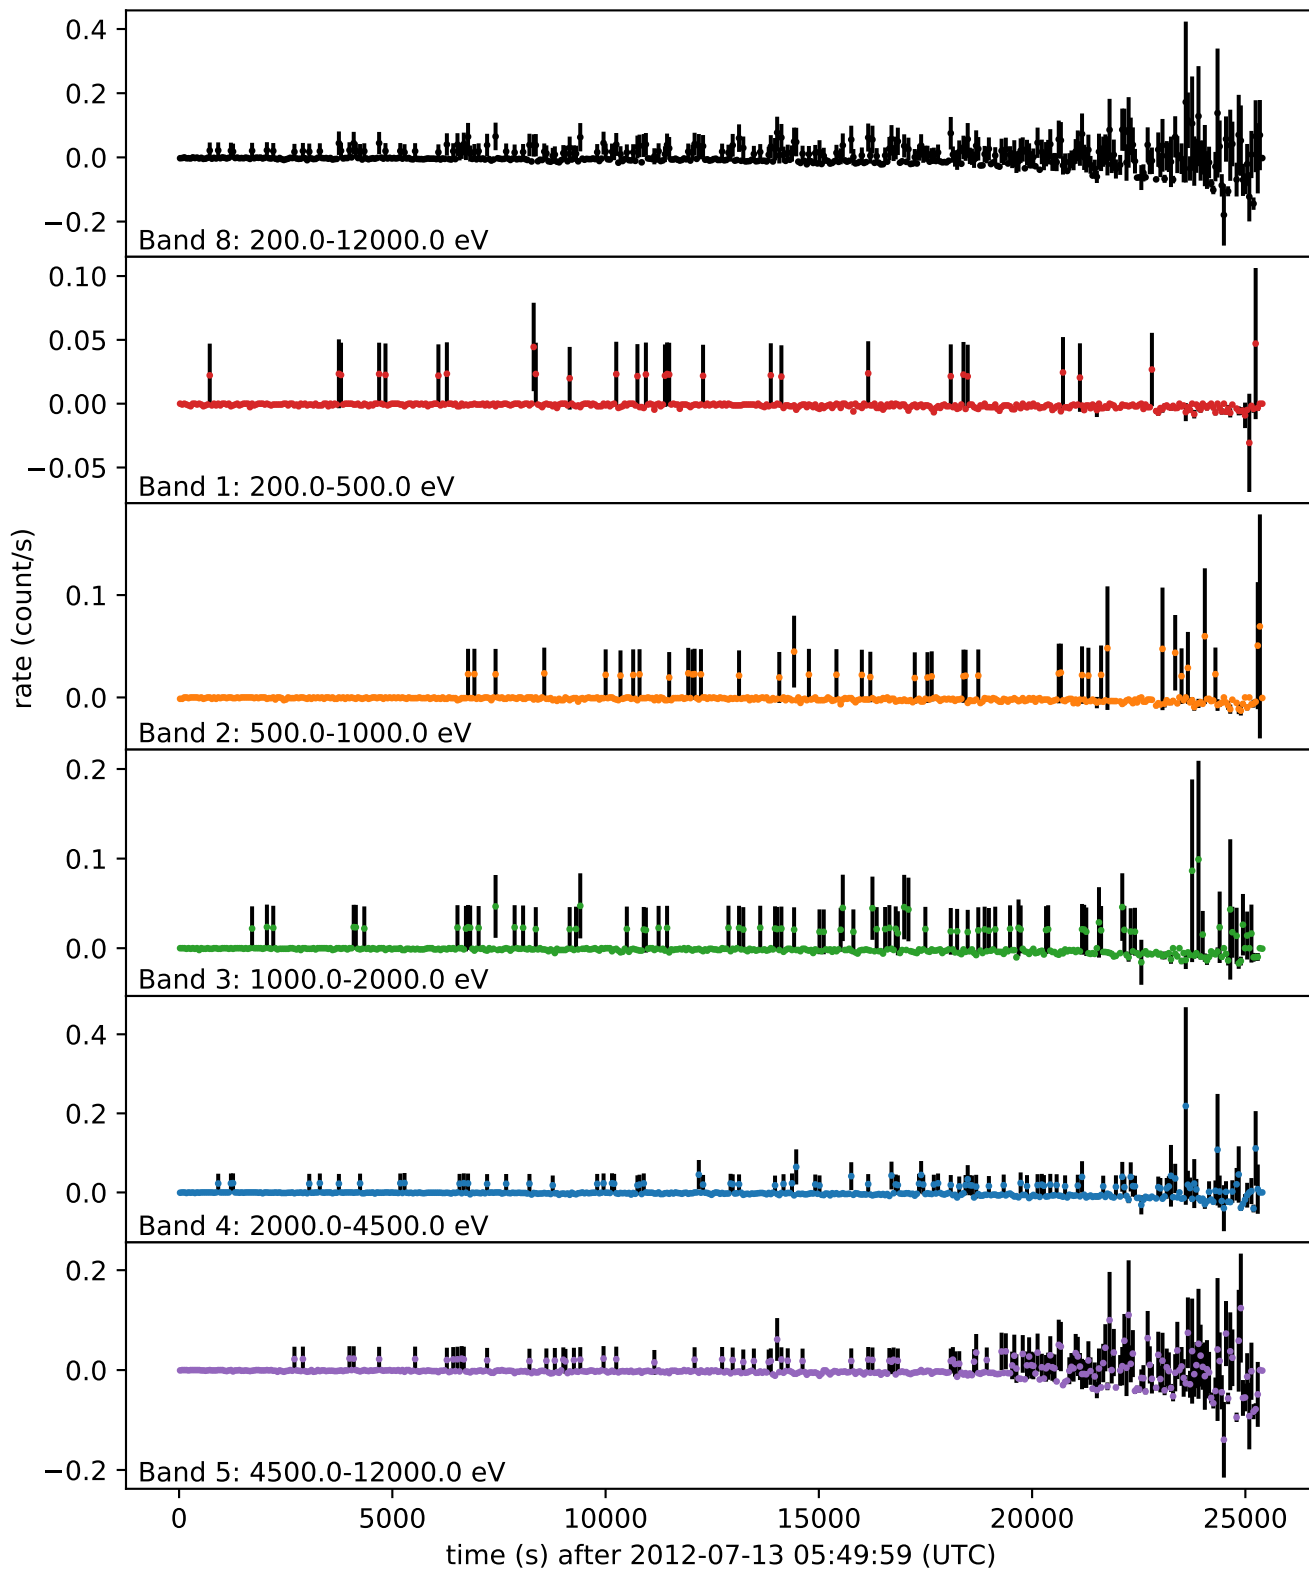 0.4
0.2
0.0
−0.2
Band 8: 200.0-12000.0 eV
0.10
0.05
0.00
−0.05
Band 1: 200.0-500.0 eV
rate (count/s)
0.1
0.0
Band 2: 500.0-1000.0 eV
0.2
0.1
0.0
Band 3: 1000.0-2000.0 eV
0.4
0.2
0.0
Band 4: 2000.0-4500.0 eV
0.2
0.0
−0.2
Band 5: 4500.0-12000.0 eV
0 5000 10000 15000 20000 25000
time (s) after 2012-07-13 05:49:59 (UTC)